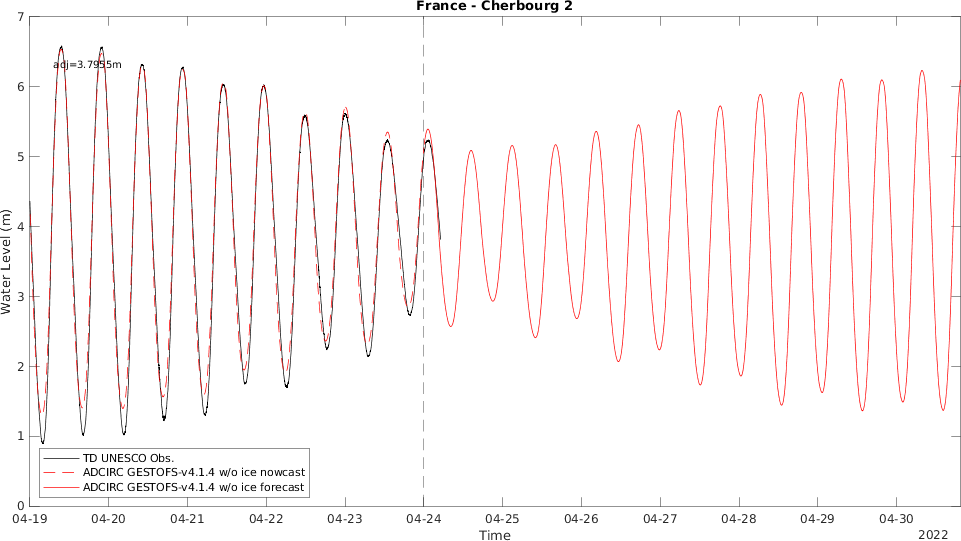 France - Cherbourg 2
adj=3.7955m
Water Level (m)
7
6
5
4
3
2
1
0
TD UNESCO Obs.
ADCIRC GESTOFS-v4.1.4 w/o ice nowcast
ADCIRC GESTOFS-v4.1.4 w/o ice forecast
04-19 04-20 04-21 04-22 04-23 04-24 04-25 04-26 04-27 04-28 04-29 04-30
Time
2022